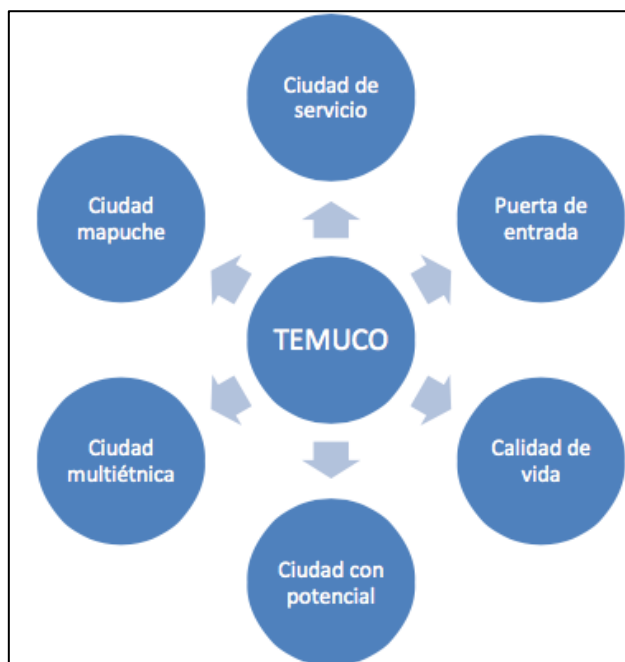 Ciudad de
servicio
Ciudad
mapuche
Puerta de
entrada
TEMUCO
Ciudad
multiétnica
Calidad de
vida
Ciudad con
potencial